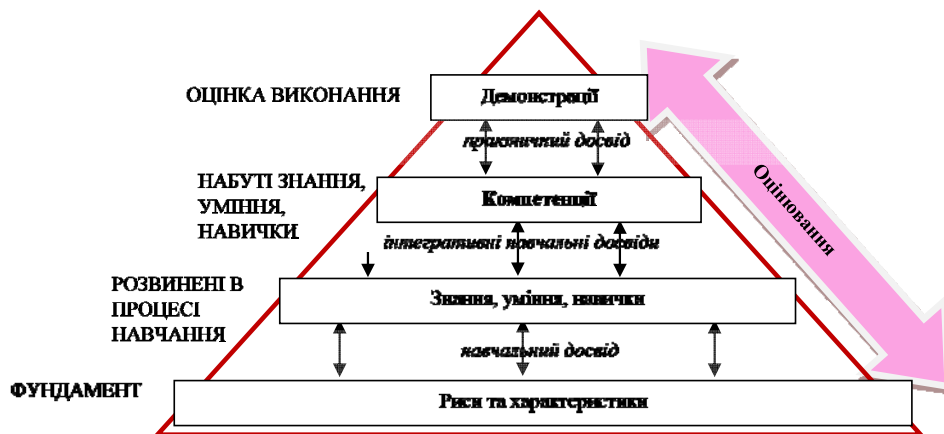 ОЦІНКА ВИКОНАННЯ
Демонстрації
практичний досвід
НАБУТІ ЗНАННЯ,
УМІННЯ,
НАВИЧКИ
Компетенції
інтегративні навчальні досвіди
РОЗВИНЕНІ В
ПРОЦЕСІ
НАВЧАННЯ
Знання, уміння, навички
навчальний досвід
ФУНДАМЕНТ
Риси та характеристики
Оцінювання